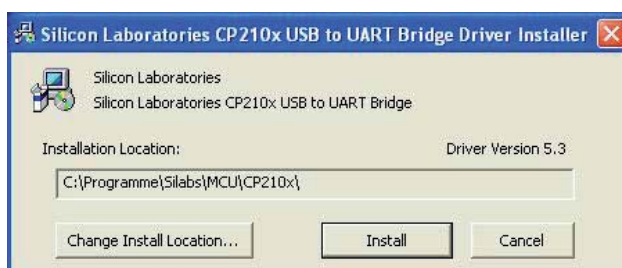 Silicon Laboratories CP210x USB to UART Bridge Driver Installer
Silicon Laboratories
Silicon Laboratories CP210x USB to UART Bridge
Installation Location:
Driver Version 5.3
C:\Programme\Silabs\MCU\CP210x\
Change Install Location...
Install
Cancel